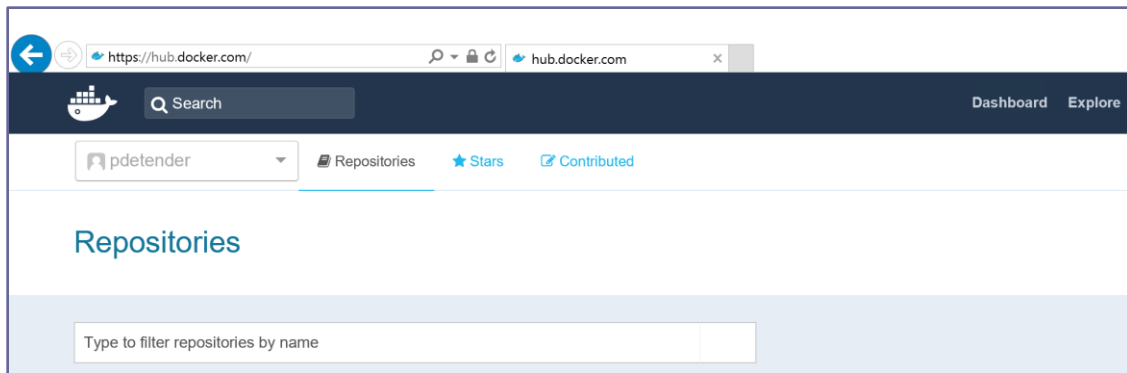 https://hub.docker.com/
hub.docker.com
Search
Dashboard Explore
pdetender Repositories Stars Contributed
Repositories
Type to filter repositories by name